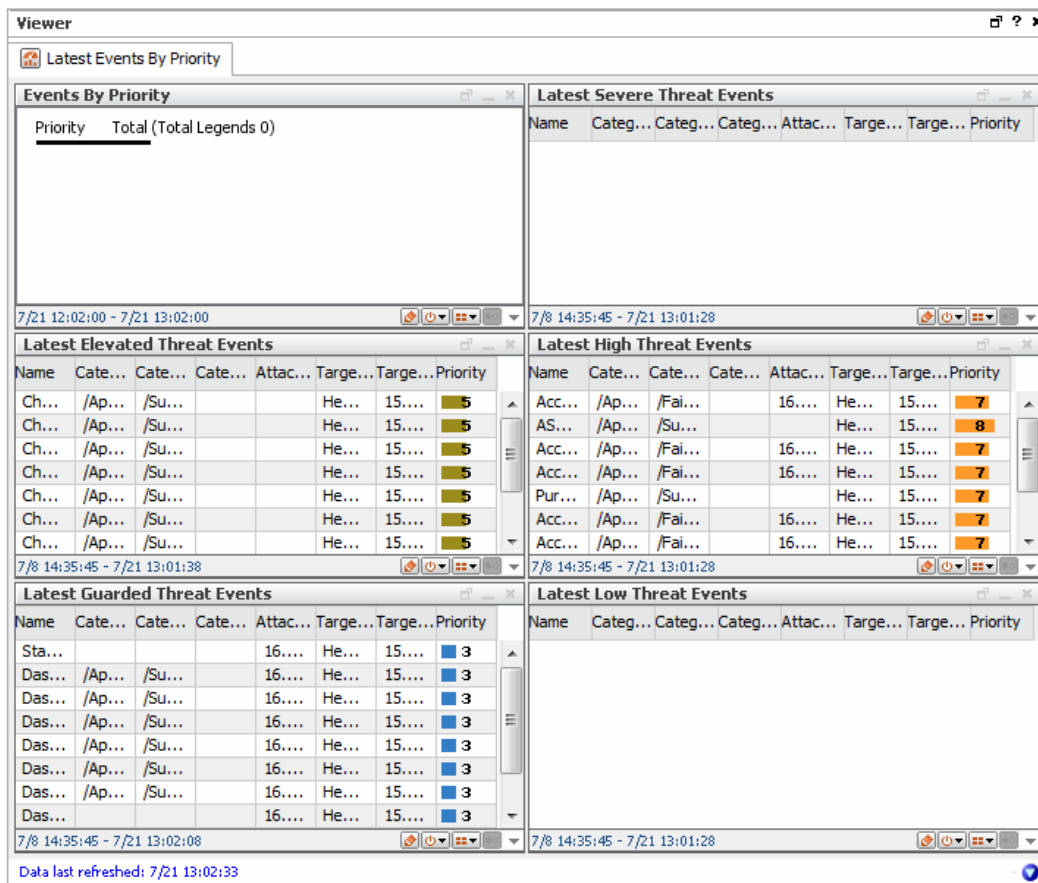 Viewer
Latest Events By Priority
Events By Priority
Priority Total (Total Legends 0)
7/21 12:02:00 - 7/21 13:02:00
Latest Severe Threat Events
Name Categ... Categ... Categ... Attac... Targe... Targe... Priority
7/8 14:35:45 - 7/21 13:01:28
Latest Elevated Threat Events
Name Cate... Cate... Cate... Attac... Targe... Targe... Priority
Ch... /Ap... /Su... He... 15.... 5
Ch... /Ap... /Su... He... 15.... 5
Ch... /Ap... /Su... He... 15.... 5
Ch... /Ap... /Su... He... 15.... 5
Ch... /Ap... /Su... He... 15.... 5
Ch... /Ap... /Su... He... 15.... 5
Ch... /Ap... /Su... He... 15.... 5
7/8 14:35:45 - 7/21 13:01:38
Latest High Threat Events
Name Cate... Cate... Cate... Attac... Targe... Targe... Priority
Acc... /Ap... /Fai... 16.... He... 15.... 7
AS... /Ap... /Su... He... 15.... 8
Acc... /Ap... /Fai... 16.... He... 15.... 7
Acc... /Ap... /Fai... 16.... He... 15.... 7
Pur... /Ap... /Su... He... 15.... 7
Acc... /Ap... /Fai... 16.... He... 15.... 7
Acc... /Ap... /Fai... 16.... He... 15.... 7
7/8 14:35:45 - 7/21 13:01:28
Latest Guarded Threat Events
Name Cate... Cate... Cate... Attac... Targe... Targe... Priority
Sta... 16.... He... 15.... 3
Das... /Ap... /Su... 16.... He... 15.... 3
Das... /Ap... /Su... 16.... He... 15.... 3
Das... /Ap... /Su... 16.... He... 15.... 3
Das... /Ap... /Su... 16.... He... 15.... 3
Das... /Ap... /Su... 16.... He... 15.... 3
Das... /Ap... /Su... 16.... He... 15.... 3
Das... 16.... He... 15.... 3
7/8 14:35:45 - 7/21 13:02:08
Latest Low Threat Events
Name Categ... Categ... Categ... Attac... Targe... Targe... Priority
7/8 14:35:45 - 7/21 13:01:28
Data last refreshed: 7/21 13:02:33